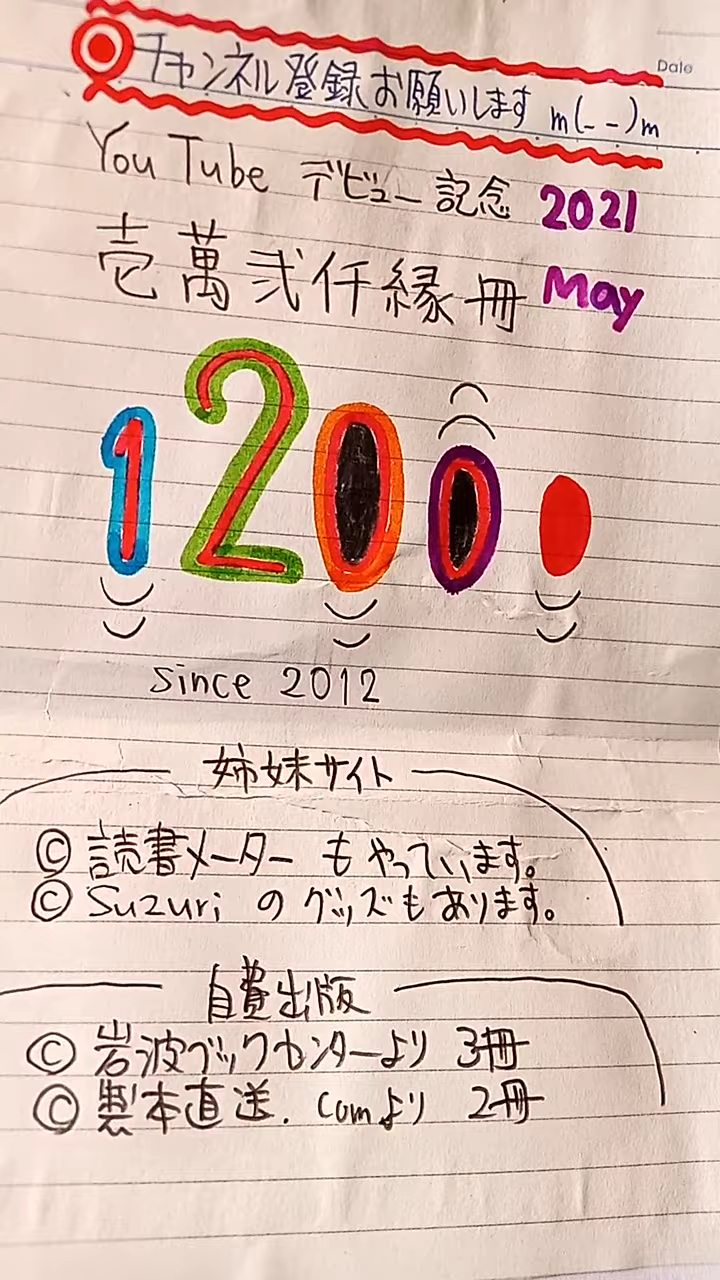 Date
チャンネル登録お願いします m(- -)m
YouTube デビュー記念 2021
壱萬弐仟縁冊 May
1200.
since 2012
姉妹サイト
© 読書メーター もやっています。
© Suzuri のグッズもあります。
自費出版
© 岩波ブックセンターより 3冊
© 製本直送.comより 2冊